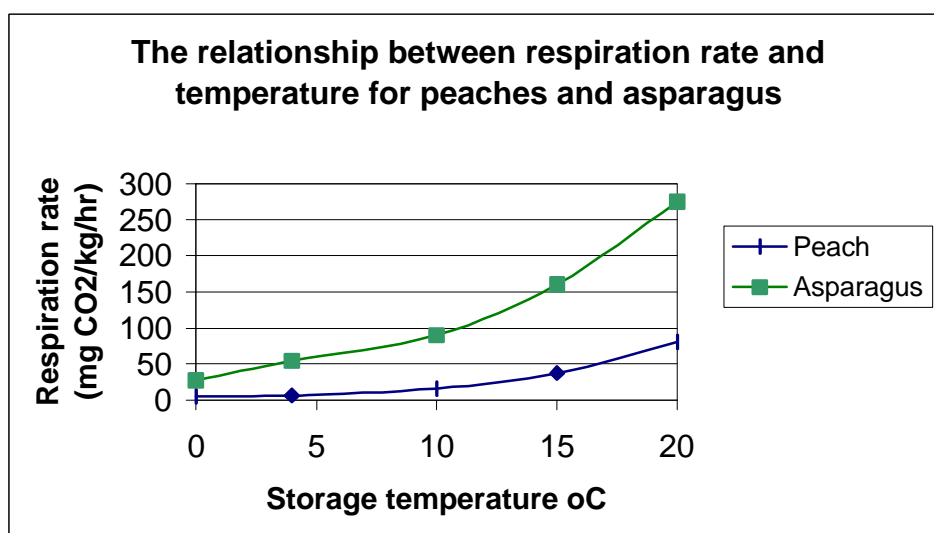 The relationship between respiration rate and
temperature for peaches and asparagus
Respiration rate
(mg CO2/kg/hr)
300
250
200
150
100
50
0
0 5 10 15 20
Storage temperature oC
Peach
Asparagus